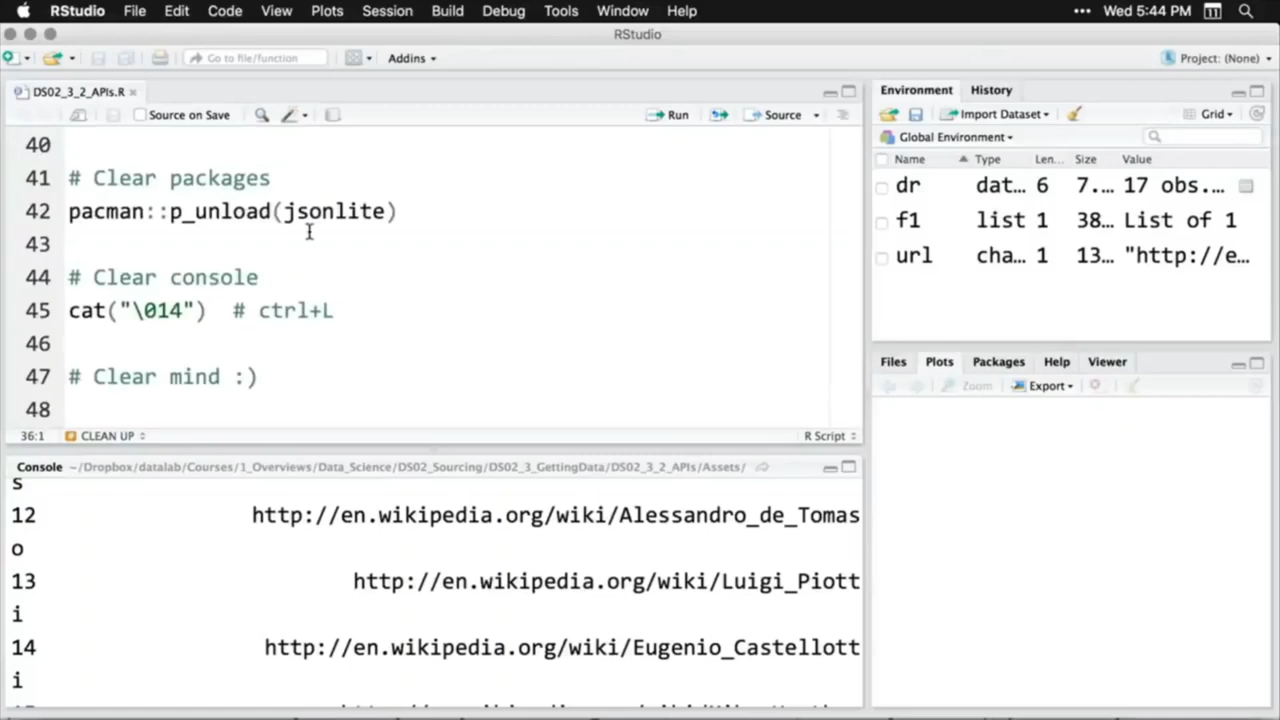 RStudio File Edit Code View Plots Session Build Debug Tools Window Help ••• Wed 5:44 PM 11
RStudio
Go to file/function Addins Project: (None)
DS02_3_2_APIs.R
Source on Save Run Source
40
41 # Clear packages
42 pacman::p_unload(jsonlite)
43
44 # Clear console
45 cat("\014")  # ctrl+L
46
47 # Clear mind :)
48
36:1 CLEAN UP R Script
Console ~/Dropbox/datalab/Courses/1_Overviews/Data_Science/DS02_Sourcing/DS02_3_GettingData/DS02_3_2_APIs/Assets/
s
12 http://en.wikipedia.org/wiki/Alessandro_de_Tomas
o
13 http://en.wikipedia.org/wiki/Luigi_Piott
i
14 http://en.wikipedia.org/wiki/Eugenio_Castellott
i
Environment History
Import Dataset Grid
Global Environment
Name Type Len... Size Value
dr dat... 6 7.... 17 obs....
f1 list 1 38... List of 1
url cha... 1 13... "http://e...
Files Plots Packages Help Viewer
Zoom Export